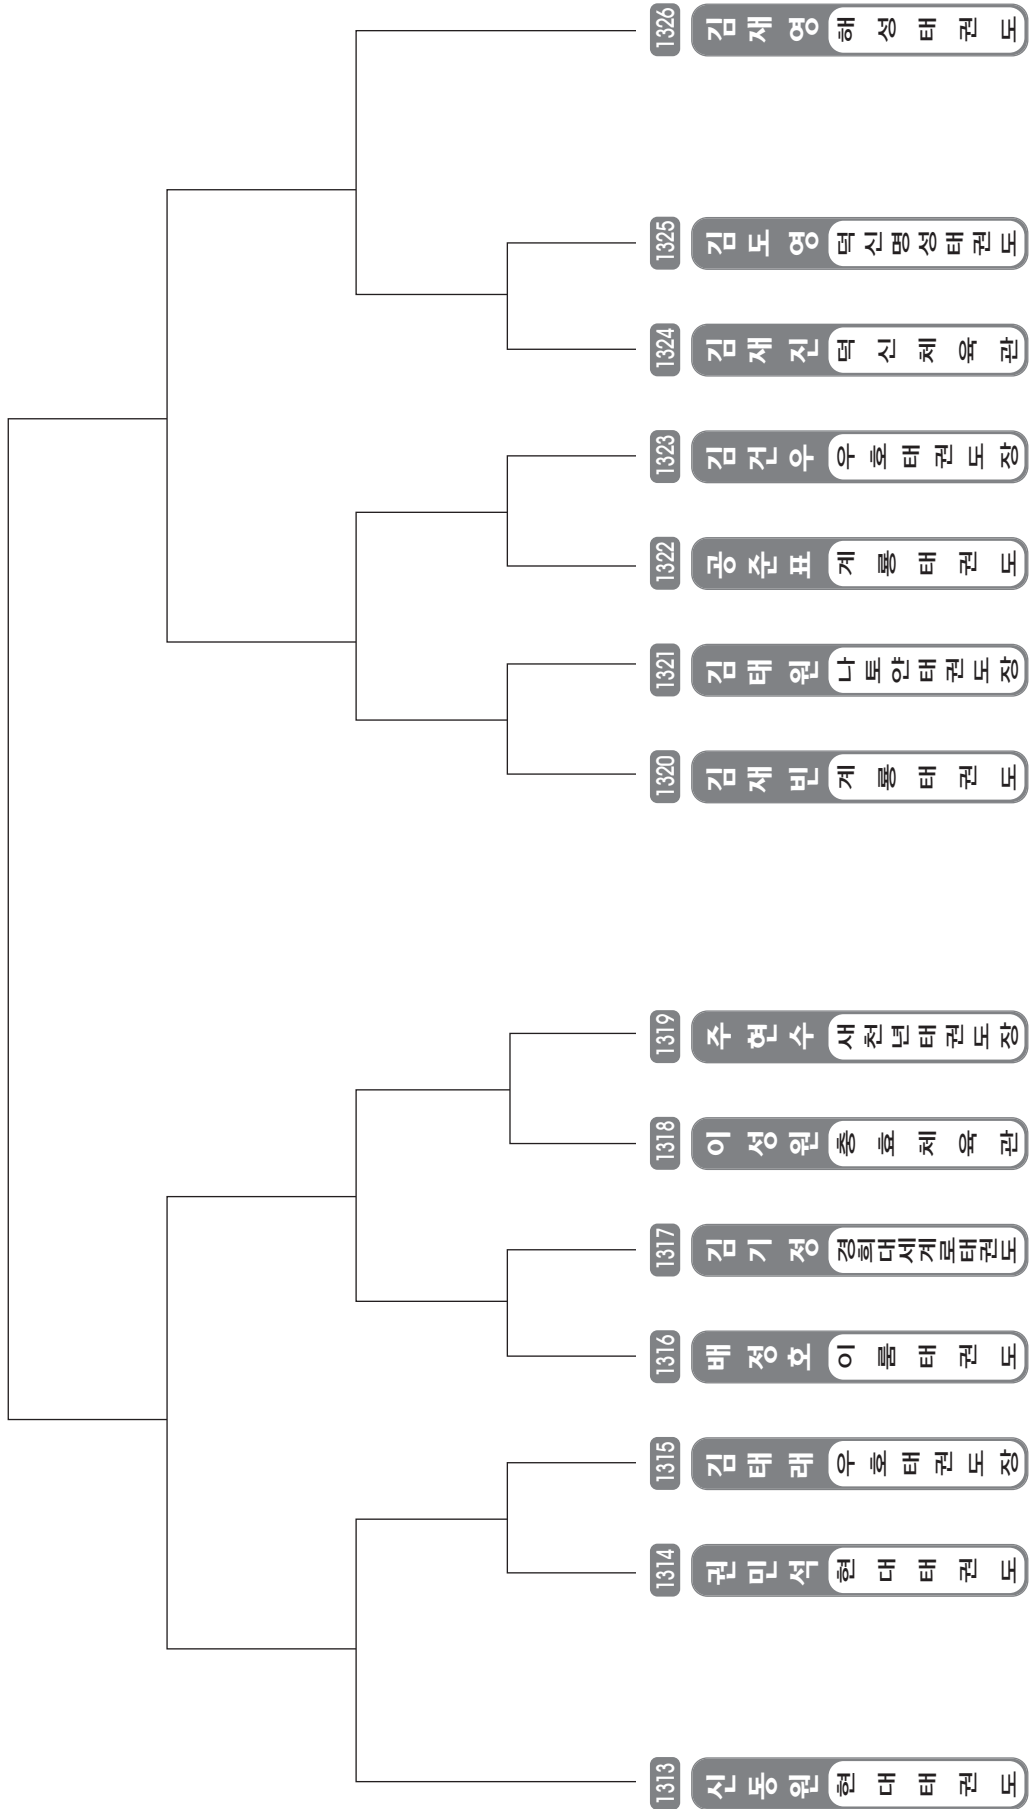 1326 김재영 해성태권도
1325 김도영 덕신명성태권도
1324 김재진 덕신체육관
1323 김건우 우호태권도장
1322 공준표 계룡태권도
1321 김태원 나토얀태권도장
1320 김재빈 계룡태권도
1319 주현수 새천년태권도장
1318 이성원 충효체육관
1317 김기정 경희대세계로태권도
1316 배정호 이룸태권도
1315 김태래 우호태권도장
1314 권민석 현대태권도
1313 신동원 현대태권도